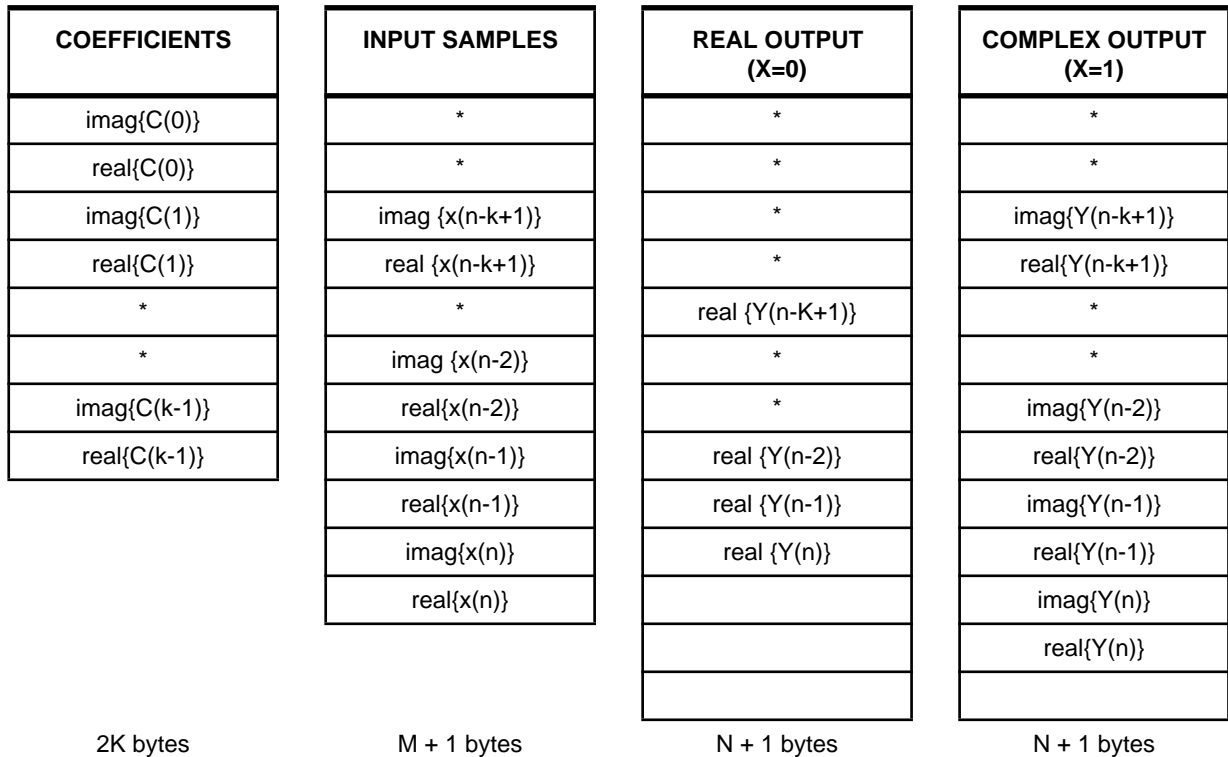 COEFFICIENTS
imag{C(0)}
real{C(0)}
imag{C(1)}
real{C(1)}
*
*
imag{C(k-1)}
real{C(k-1)}
2K bytes
INPUT SAMPLES
*
*
imag {x(n-k+1)}
real {x(n-k+1)}
*
imag {x(n-2)}
real{x(n-2)}
imag{x(n-1)}
real{x(n-1)}
imag{x(n)}
real{x(n)}
M + 1 bytes
REAL OUTPUT
(X=0)
*
*
*
*
real {Y(n-K+1)}
*
*
real {Y(n-2)}
real {Y(n-1)}
real {Y(n)}
N + 1 bytes
COMPLEX OUTPUT
(X=1)
*
*
imag{Y(n-k+1)}
real{Y(n-k+1)}
*
*
imag{Y(n-2)}
real{Y(n-2)}
imag{Y(n-1)}
real{Y(n-1)}
imag{Y(n)}
real{Y(n)}
N + 1 bytes